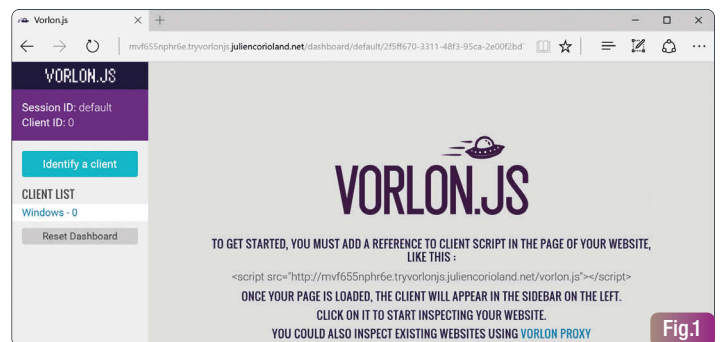 Vorlon.js
mvf655nphr6e.tryvorlonjs.juliencorioland.net/dashboard/default/2f5ff670-3311-48f3-95ca-2e00f2bd
VORLON.JS
Session ID: default
Client ID: 0
Identify a client
CLIENT LIST
Windows - 0
Reset Dashboard
VORLON.JS
TO GET STARTED, YOU MUST ADD A REFERENCE TO CLIENT SCRIPT IN THE PAGE OF YOUR WEBSITE,
LIKE THIS :
<script src="http://mvf655nphr6e.tryvorlonjs.juliencorioland.net/vorlon.js"></script>
ONCE YOUR PAGE IS LOADED, THE CLIENT WILL APPEAR IN THE SIDEBAR ON THE LEFT.
CLICK ON IT TO START INSPECTING YOUR WEBSITE.
YOU COULD ALSO INSPECT EXISTING WEBSITES USING VORLON PROXY
Fig.1